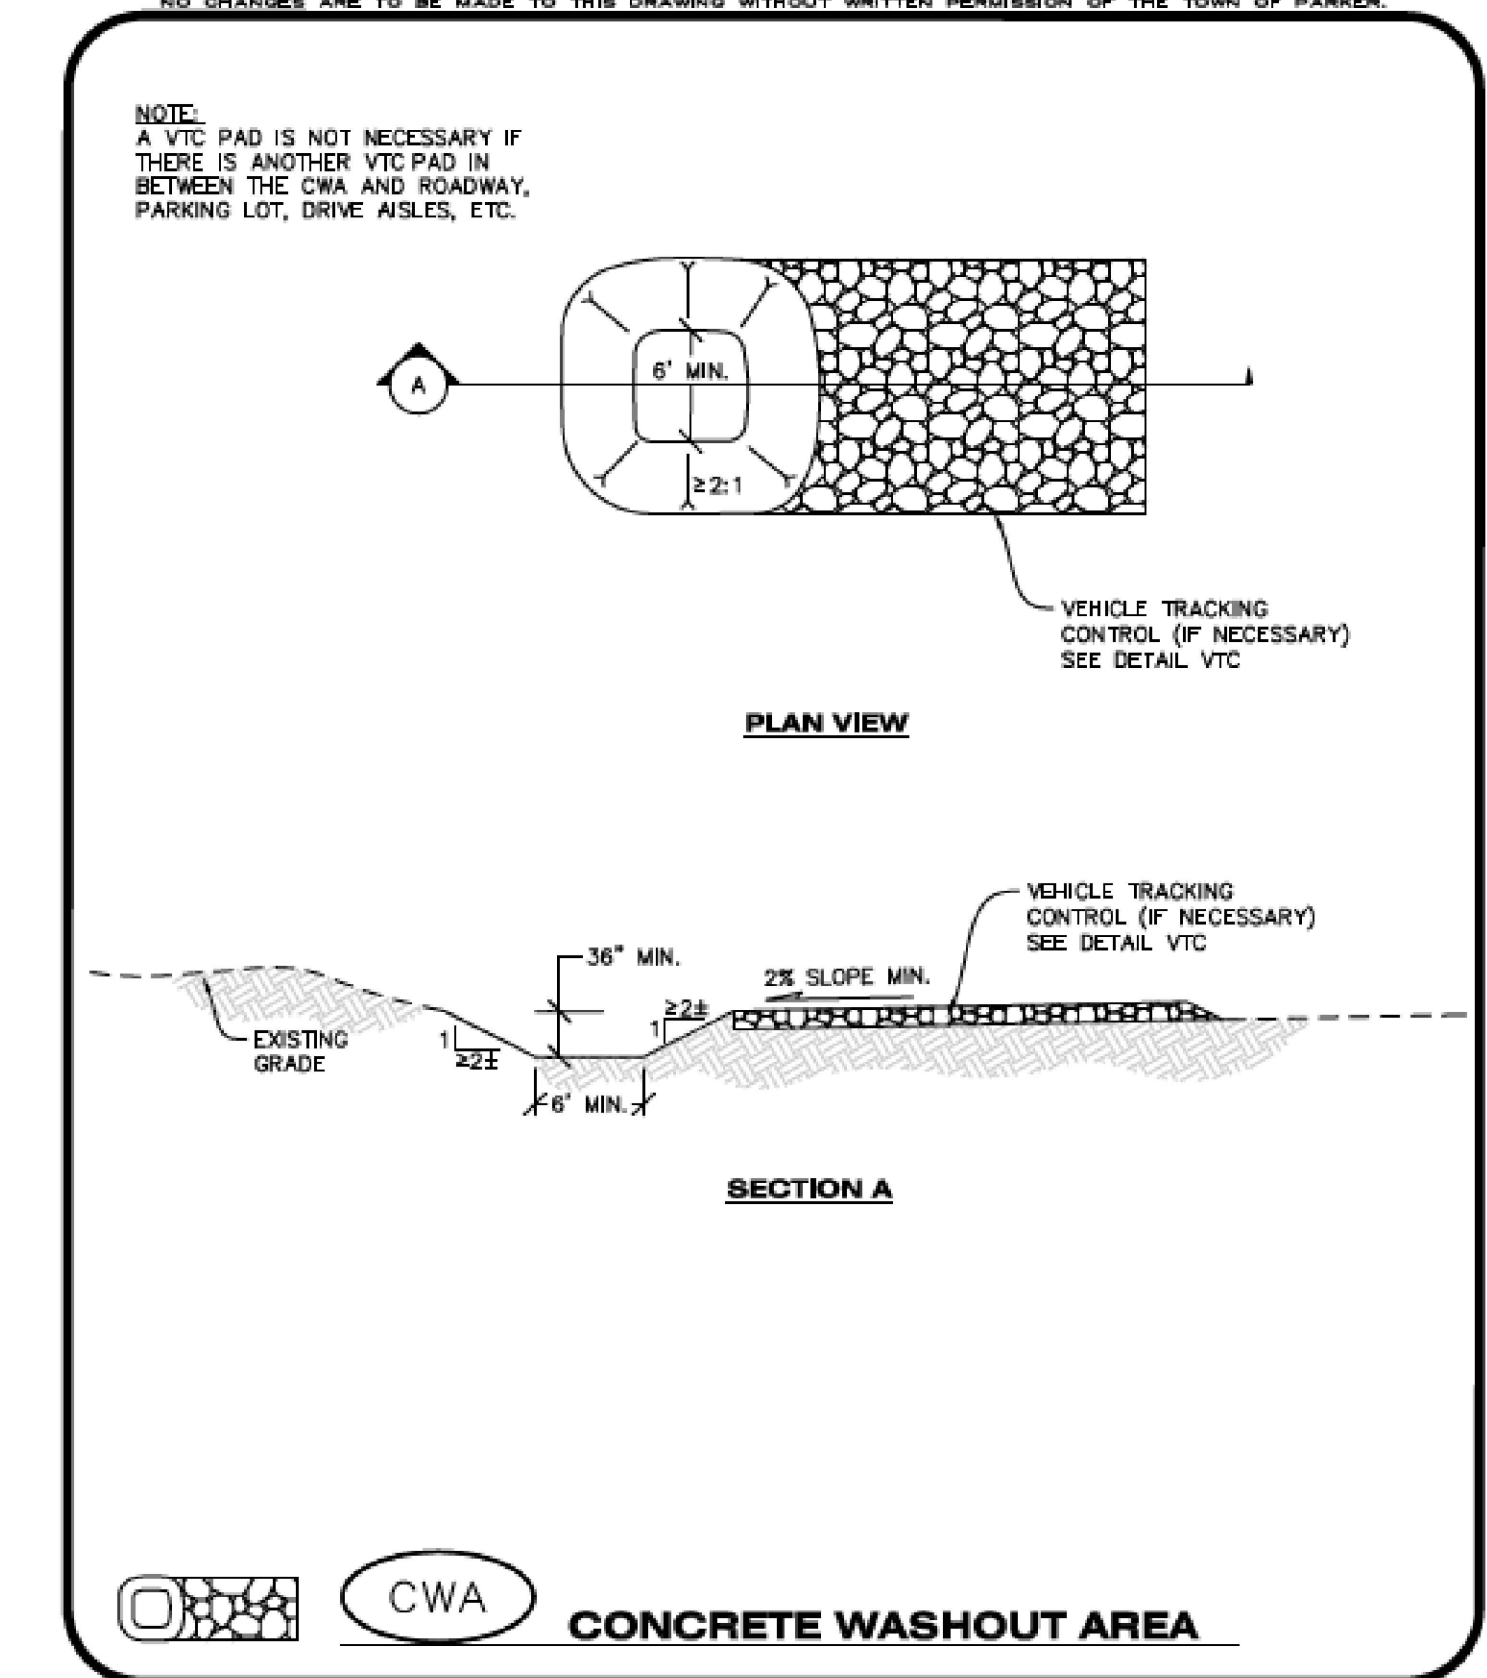 NO CHANGES ARE TO BE MADE TO THIS DRAWING WITHOUT WRITTEN PERMISSION OF THE TOWN OF PARKER.
NOTE:
A VTC PAD IS NOT NECESSARY IF
THERE IS ANOTHER VTC PAD IN
BETWEEN THE CWA AND ROADWAY,
PARKING LOT, DRIVE AISLES, ETC.
A
6' MIN.
≥2:1
VEHICLE TRACKING
CONTROL (IF NECESSARY)
SEE DETAIL VTC
PLAN VIEW
VEHICLE TRACKING
CONTROL (IF NECESSARY)
SEE DETAIL VTC
36" MIN.
2% SLOPE MIN.
≥2±
1
EXISTING
GRADE
1
≥2±
6' MIN.
SECTION A
CWA
CONCRETE WASHOUT AREA